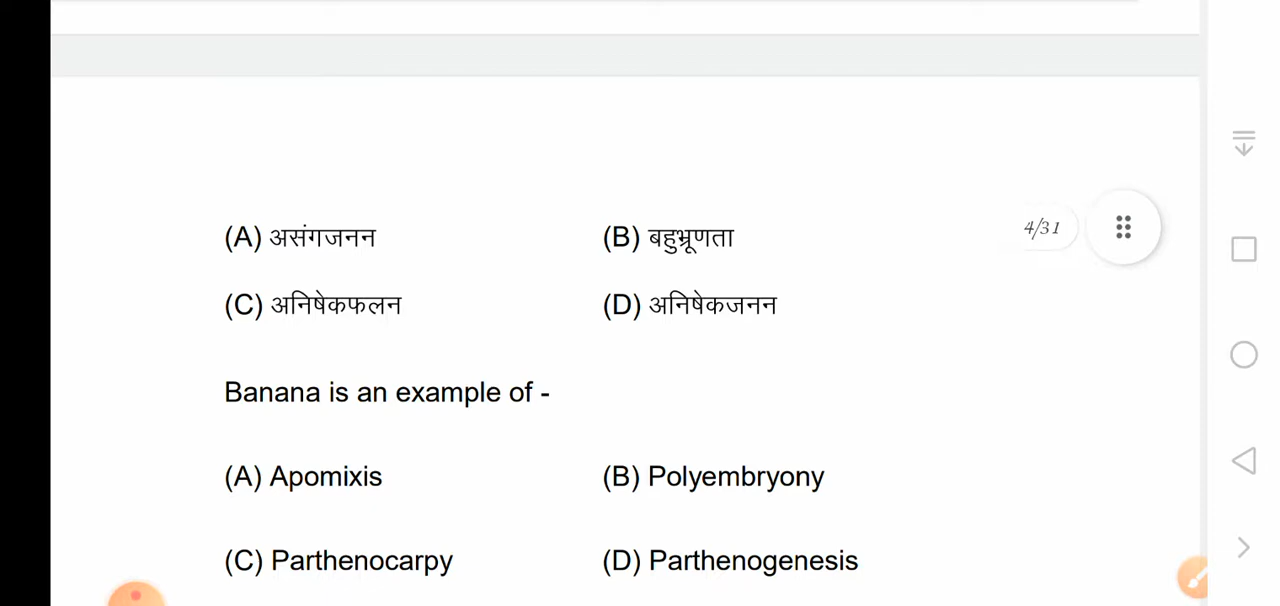 (A) असंगजनन (B) बहुभ्रूणता
4/31
(C) अनिषेकफलन (D) अनिषेकजनन
Banana is an example of -
(A) Apomixis (B) Polyembryony
(C) Parthenocarpy (D) Parthenogenesis